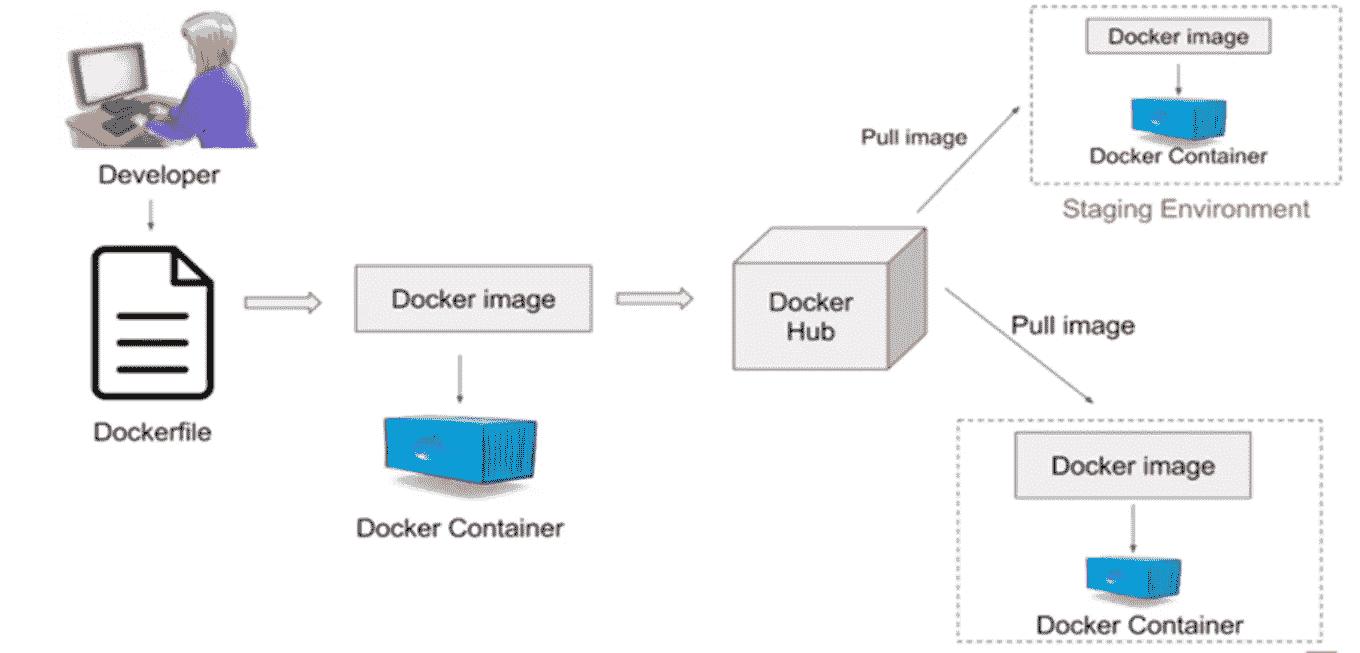 Docker image
Docker Container
Staging Environment
Pull image
Developer
Docker image
Docker
Hub
Pull image
Dockerfile
Docker Container
Docker image
Docker Container